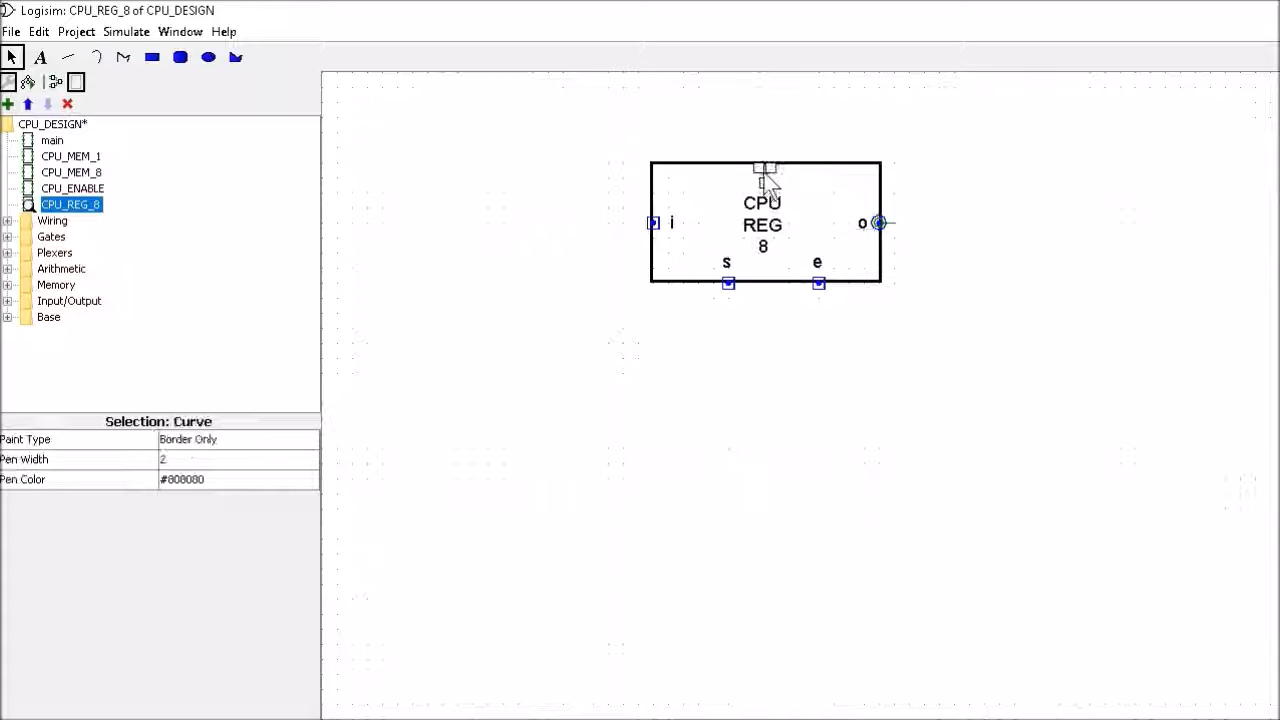 Logisim: CPU_REG_8 of CPU_DESIGN
File Edit Project Simulate Window Help
A
CPU_DESIGN*
main
CPU_MEM_1
CPU_MEM_8
CPU_ENABLE
CPU_REG_8
Wiring
Gates
Plexers
Arithmetic
Memory
Input/Output
Base
Selection: Curve
Paint Type Border Only
Pen Width 2
Pen Color #808080
CPU
i REG o
8
s e